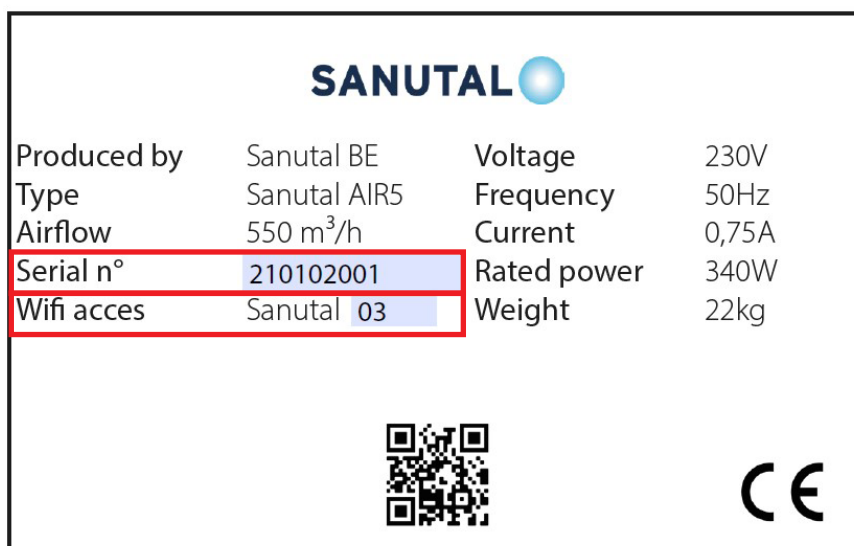 SANUTAL
Produced by Sanutal BE Voltage 230V
Type Sanutal AIR5 Frequency 50Hz
Airflow 550 m³/h Current 0,75A
Serial n° 210102001 Rated power 340W
Wifi acces Sanutal 03 Weight 22kg
CE